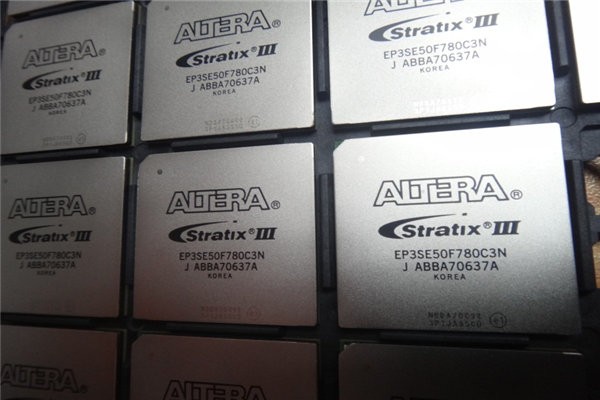 ALTERA®
Stratix® III
EP3SE50F780C3N
J ABBA70637A
KOREA
ALTERA®
Stratix® III
EP3SE50F780C3N
J ABBA70637A
KOREA
ALTERA
Stratix® III
EP3SE50F780C3N
J ABBA70637A
KOREA
ALTERA®
Stratix® III
EP3SE50F780C3N
J ABBA70637A
KOREA
ALTERA®
Stratix® III
EP3SE50F780C3N
J ABBA70637A
KOREA
ALTERA®
Stratix® III
EP3SE50F780C3N
J ABBA70637A
KOREA
ALTERA®
ALTERA